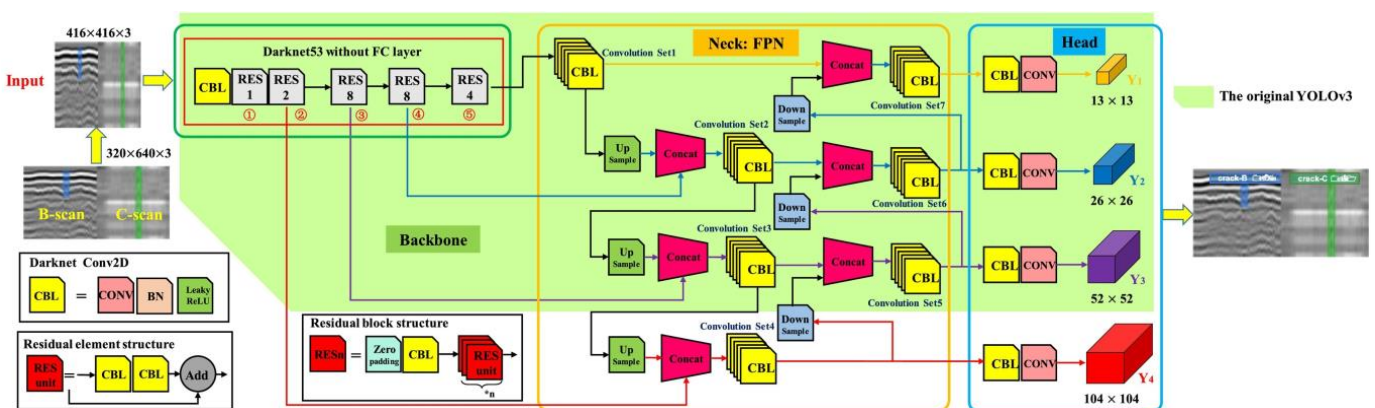 Input
416×416×3
320×640×3
B-scan
C-scan
Darknet53 without FC layer
CBL
RES
1
RES
2
RES
8
RES
8
RES
4
①
②
③
④
⑤
Backbone
Neck: FPN
CBL
Convolution Set1
Concat
CBL
Convolution Set7
Down
Sample
Up
Sample
Concat
Convolution Set2
CBL
Concat
CBL
Convolution Set6
Down
Sample
Up
Sample
Concat
Convolution Set3
CBL
Concat
CBL
Convolution Set5
Down
Sample
Up
Sample
Concat
Convolution Set4
CBL
Head
CBL
CONV
Y1
13 × 13
CBL
CONV
Y2
26 × 26
CBL
CONV
Y3
52 × 52
CBL
CONV
Y4
104 × 104
The original YOLOv3
crack-B
crack-C
Darknet Conv2D
CBL
=
CONV
BN
Leaky
ReLU
Residual element structure
RES
unit
=
CBL
CBL
Add
Residual block structure
RESn
=
Zero
padding
CBL
RES
unit
*n